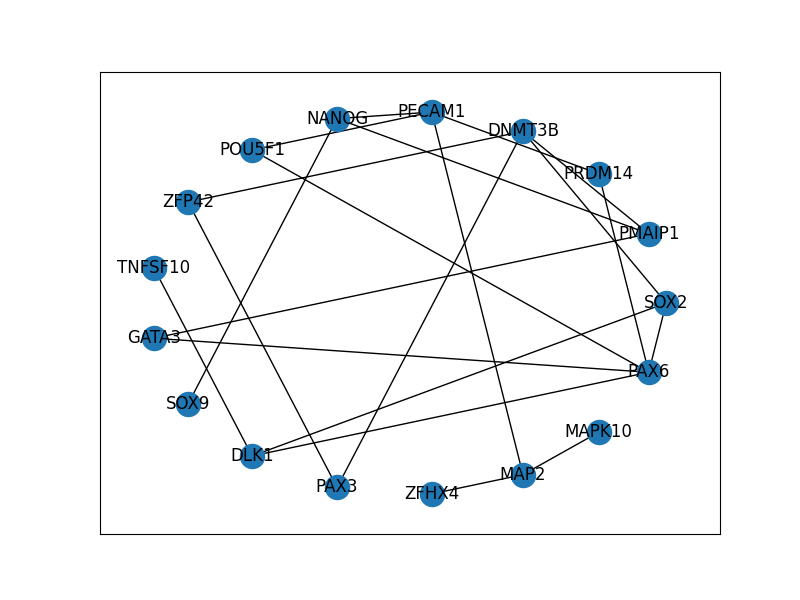 PECAM1
NANOG
DNMT3B
POU5F1
PRDM14
ZFP42
PMAIP1
TNFSF10
SOX2
GATA3
PAX6
SOX9
MAPK10
DLK1
MAP2
PAX3
ZFHX4